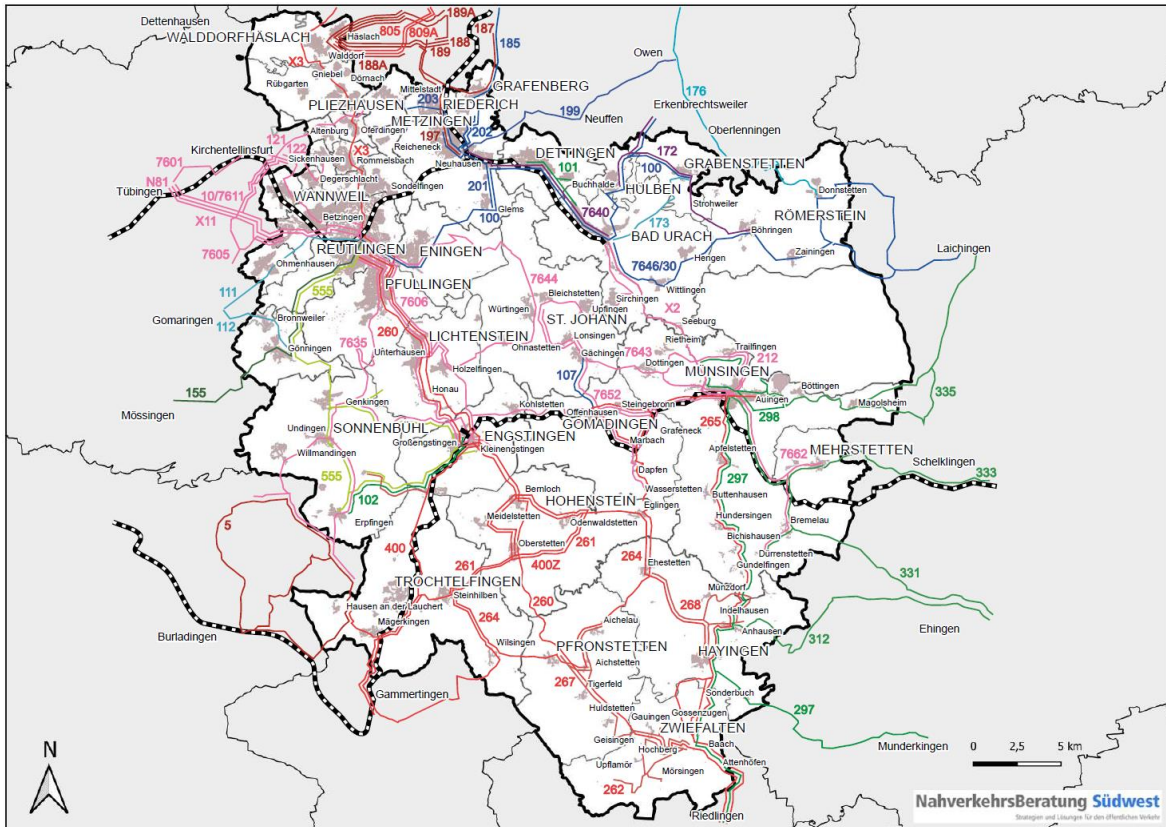 Dettenhausen
WALDDORFHÄSLACH
Häslach
805
809A
189A
187
188
189
185
Walddorf
188A
X3
Gniebel
Dörnach
Rübgarten
Mittelstadt
GRAFENBERG
Owen
176
PLIEZHAUSEN
203
RIEDERICH
METZINGEN
202
199
Neuffen
Erkenbrechtsweiler
Oberlenningen
Altenburg
Oferdingen
197
Reicheneck
Kirchentellinsfurt
121
122
Sickenhausen
X3
Rommelsbach
Neuhausen
DETTINGEN
101
172
100
GRABENSTETTEN
7601
N81
Tübingen
10/7611
Degerschlacht
Sondelfingen
201
Buchhalde
HÜLBEN
Donnstetten
WANNWEIL
Strohweiler
X11
Betzingen
100
Glems
7640
173
RÖMERSTEIN
7605
REUTLINGEN
ENINGEN
BAD URACH
Böhringen
Laichingen
Ohmenhausen
7646/30
Hengen
Zaininger
PFULLINGEN
7644
Wittlingen
111
555
7606
Bleichstetten
Sirchingen
Gomaringen
112
Bronnweiler
Würtingen
Upfingen
X2
260
ST. JOHANN
Seeburg
Gönningen
7635
LICHTENSTEIN
Lonsingen
Rietheim
Trailfingen
Unterhausen
Ohnastetten
Gächingen
7643
212
Holzelfingen
Dottingen
155
107
MÜNSINGEN
Mössingen
Honau
7652
Böttingen
335
Genkingen
Kohlstetten
Steingebronn
Auingen
Magolsheim
Offenhausen
298
Undingen
SONNENBÜHL
GOMADINGEN
265
Großengstingen
ENGSTINGEN
Grafeneck
Willmandingen
Kleinengstingen
Marbach
Apfelstetten
7662
MEHRSTETTEN
Schelklingen
333
555
Dapfen
297
102
Bernloch
Wasserstetten
Buttenhausen
HOHENSTEIN
5
Meidelstetten
Eglingen
Hundersingen
Bremelau
Erpfingen
Ödenwaldstetten
Oberstetten
261
Bichishausen
Dürrenstetten
400
261
400Z
264
Ehestetten
Gundelfingen
331
TROCHTELFINGEN
Steinhilben
Münzdorf
260
268
Hausen an der Lauchert
264
Indelhausen
Mägerkingen
Aichelau
Anhausen
312
Ehingen
Burladingen
Wilsingen
PFRONSTETTEN
HAYINGEN
Aichstetten
Gammertingen
267
Tigerfeld
Sonderbuch
297
Huldstetten
Gossenzugen
Gauingen
ZWIEFALTEN
Geisingen
Baach
Munderkingen
Hochberg
Upflamör
Attenhöfen
Mörsingen
262
Riedlingen
N
0 2,5 5 km
NahverkehrsBeratung Südwest
Strategien und Lösungen für den öffentlichen Verkehr